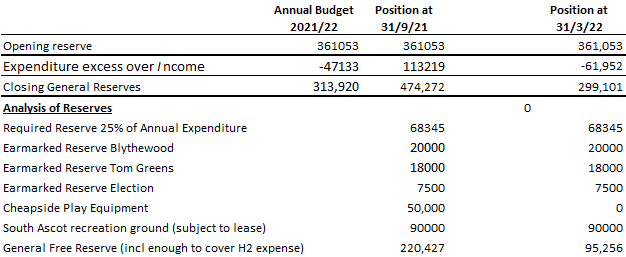 Annual Budget Position at Position at
2021/22 31/9/21 31/3/22
Opening reserve 361053 361053 361,053
Expenditure excess over Income -47133 113219 -61,952
Closing General Reserves 313,920 474,272 299,101
Analysis of Reserves 0
Required Reserve 25% of Annual Expenditure 68345 68345
Earmarked Reserve Blythewood 20000 20000
Earmarked Reserve Tom Greens 18000 18000
Earmarked Reserve Election 7500 7500
Cheapside Play Equipment 50,000 0
South Ascot recreation ground (subject to lease) 90000 90000
General Free Reserve (incl enough to cover H2 expense) 220,427 95,256